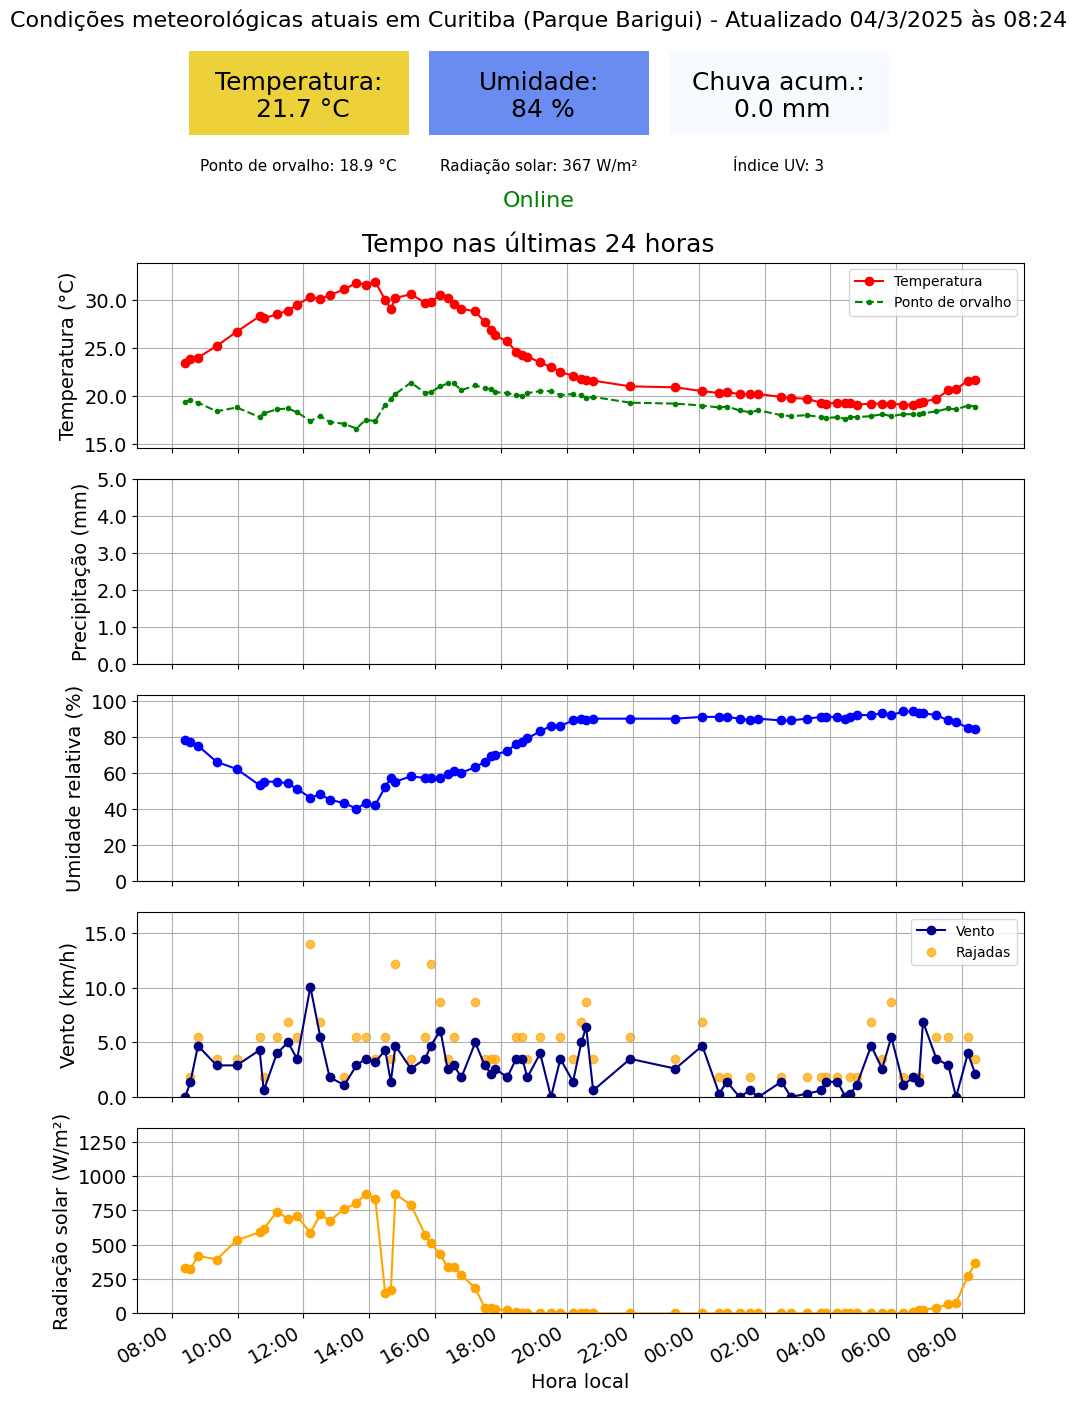 Condições meteorológicas atuais em Curitiba (Parque Barigui) - Atualizado 04/3/2025 às 08:24
Temperatura:
21.7 °C
Umidade:
84 %
Chuva acum.:
0.0 mm
Ponto de orvalho: 18.9 °C
Radiação solar: 367 W/m²
Índice UV: 3
Online
Tempo nas últimas 24 horas
Temperatura (°C)
30.0
25.0
20.0
15.0
Temperatura
Ponto de orvalho
Precipitação (mm)
5.0
4.0
3.0
2.0
1.0
0.0
Umidade relativa (%)
100
80
60
40
20
0
Vento (km/h)
15.0
10.0
5.0
0.0
Vento
Rajadas
Radiação solar (W/m²)
1250
1000
750
500
250
0
08:00 10:00 12:00 14:00 16:00 18:00 20:00 22:00 00:00 02:00 04:00 06:00 08:00
Hora local